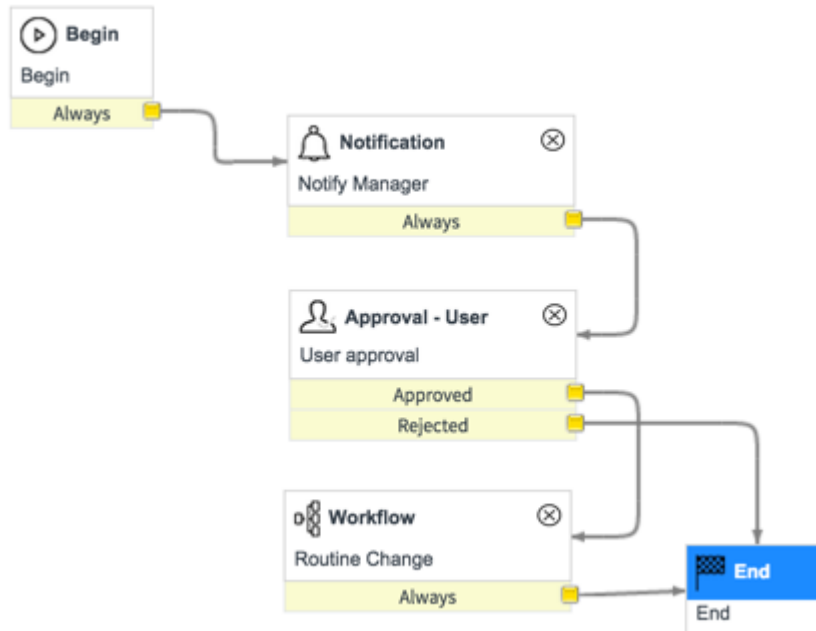 Begin
Begin
Always
Notification
Notify Manager
Always
Approval - User
User approval
Approved
Rejected
Workflow
Routine Change
Always
End
End